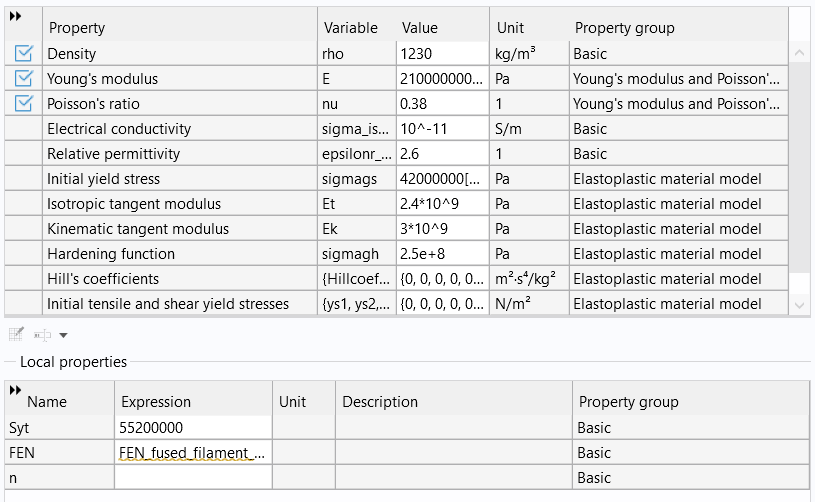 Property Variable Value Unit Property group
Density rho 1230 kg/m³ Basic
Young's modulus E 210000000... Pa Young's modulus and Poisson'...
Poisson's ratio nu 0.38 1 Young's modulus and Poisson'...
Electrical conductivity sigma_is... 10^-11 S/m Basic
Relative permittivity epsilonr_... 2.6 1 Basic
Initial yield stress sigmags 42000000[... Pa Elastoplastic material model
Isotropic tangent modulus Et 2.4*10^9 Pa Elastoplastic material model
Kinematic tangent modulus Ek 3*10^9 Pa Elastoplastic material model
Hardening function sigmagh 2.5e+8 Pa Elastoplastic material model
Hill's coefficients {Hillcoef... {0, 0, 0, 0, 0... m²·s⁴/kg² Elastoplastic material model
Initial tensile and shear yield stresses {ys1, ys2,... {0, 0, 0, 0, 0... N/m² Elastoplastic material model
Local properties
Name Expression Unit Description Property group
Syt 55200000 Basic
FEN FEN_fused_filament_... Basic
n Basic